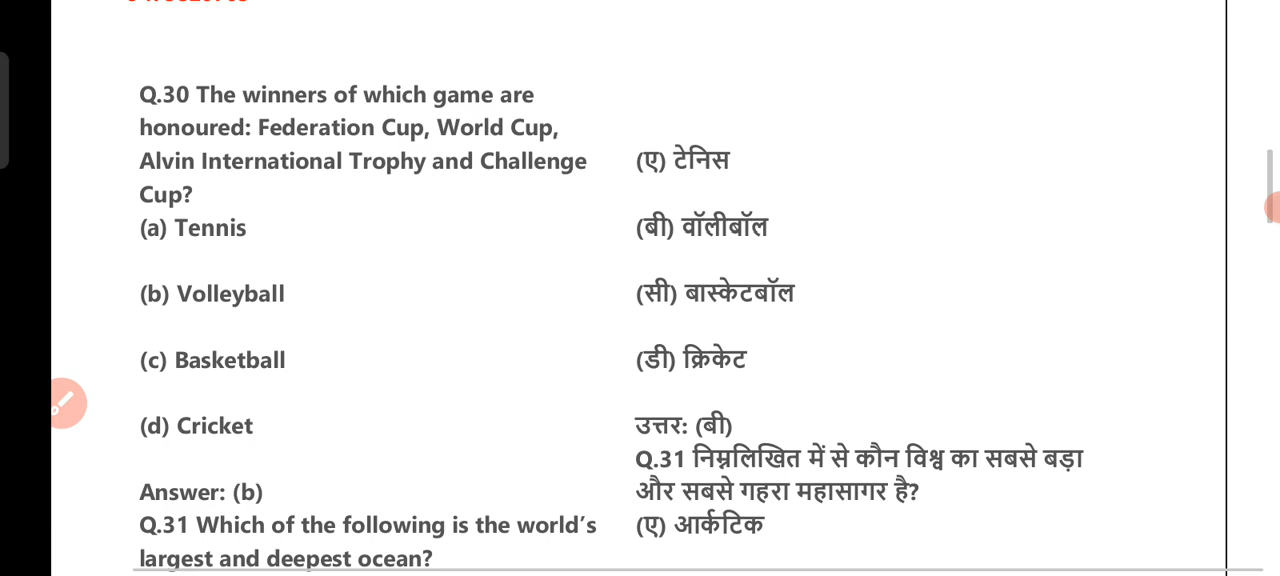 Q.30 The winners of which game are
honoured: Federation Cup, World Cup,
Alvin International Trophy and Challenge
Cup?
(a) Tennis
(b) Volleyball
(c) Basketball
(d) Cricket
Answer: (b)
Q.31 Which of the following is the world’s
largest and deepest ocean?
(ए) टेनिस
(बी) वॉलीबॉल
(सी) बास्केटबॉल
(डी) क्रिकेट
उत्तर: (बी)
Q.31 निम्नलिखित में से कौन विश्व का सबसे बड़ा
और सबसे गहरा महासागर है?
(ए) आर्कटिक